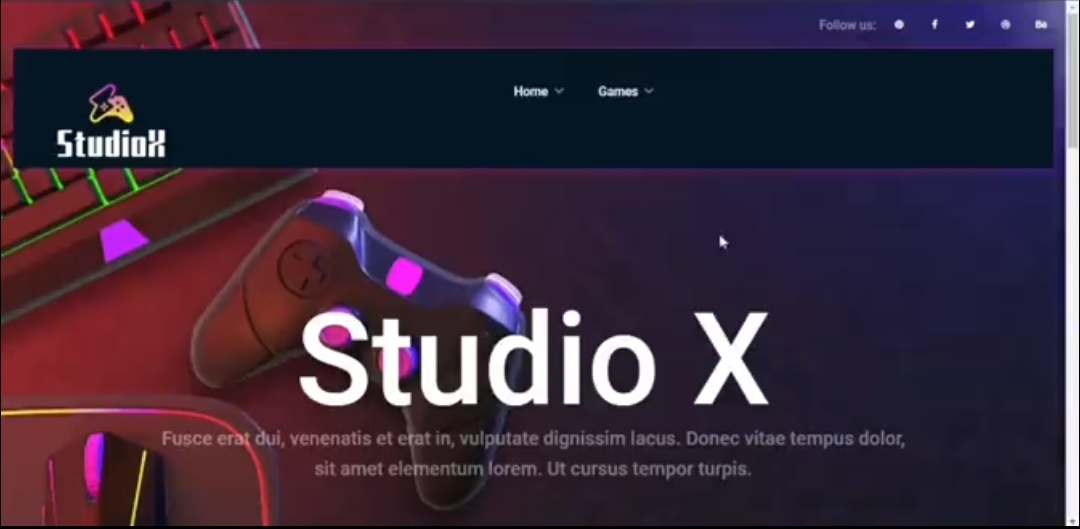 Follow us:
Bē
Home
Games
StudioX
Studio X
Fusce erat dui, venenatis et erat in, vulputate dignissim lacus. Donec vitae tempus dolor,
sit amet elementum lorem. Ut cursus tempor turpis.